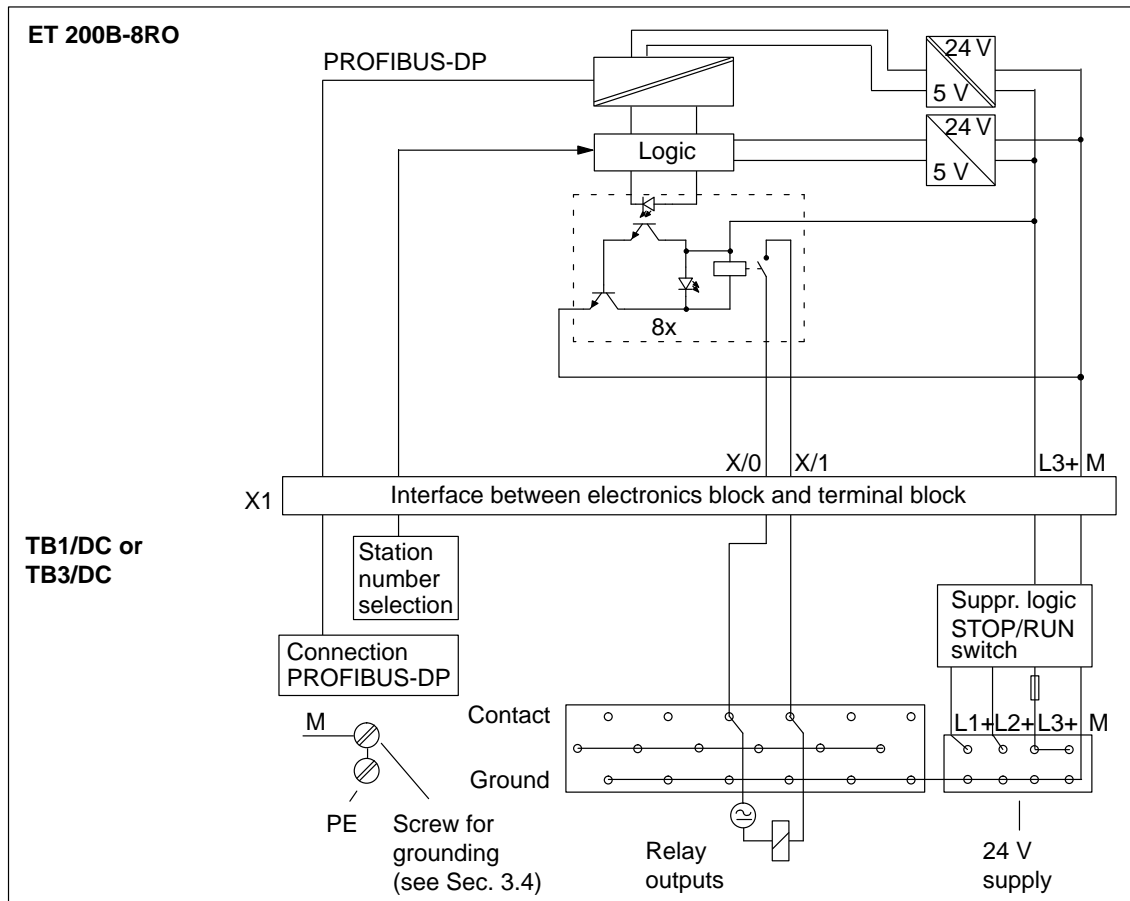 ET 200B-8RO
PROFIBUS-DP
24 V
5 V
Logic
24 V
5 V
8x
X/0
X/1
L3+
M
X1
Interface between electronics block and terminal block
TB1/DC or
TB3/DC
Station
number
selection
Connection
PROFIBUS-DP
Suppr. logic
STOP/RUN
switch
Contact
L1+
L2+
L3+
M
M
Ground
PE
Screw for
grounding
(see Sec. 3.4)
Relay
outputs
24 V
supply